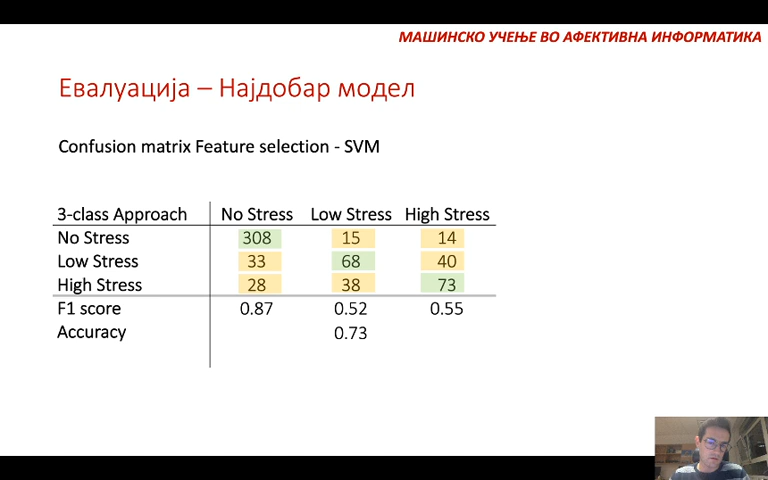 МАШИНСКО УЧЕЊЕ ВО АФЕКТИВНА ИНФОРМАТИКА
Евалуација – Најдобар модел
Confusion matrix Feature selection - SVM
3-class Approach No Stress Low Stress High Stress
No Stress 308 15 14
Low Stress 33 68 40
High Stress 28 38 73
F1 score 0.87 0.52 0.55
Accuracy 0.73